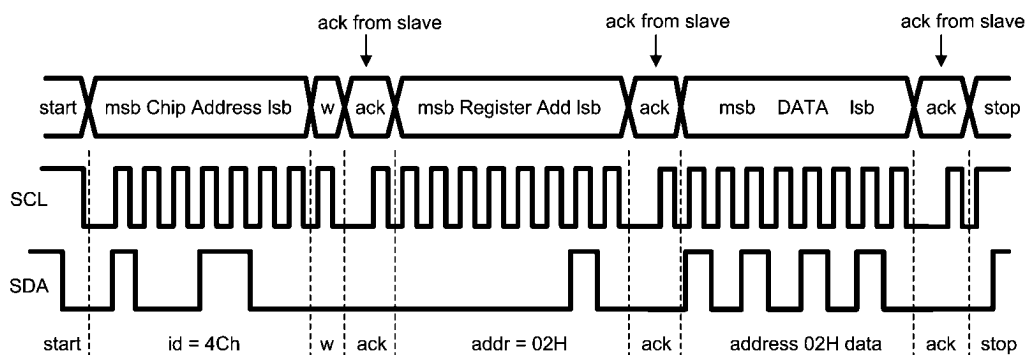 ack from slave ack from slave ack from slave
start msb Chip Address lsb w ack msb Register Add lsb ack msb DATA lsb ack stop
SCL
SDA
start id = 4Ch w ack addr = 02H ack address 02H data ack stop